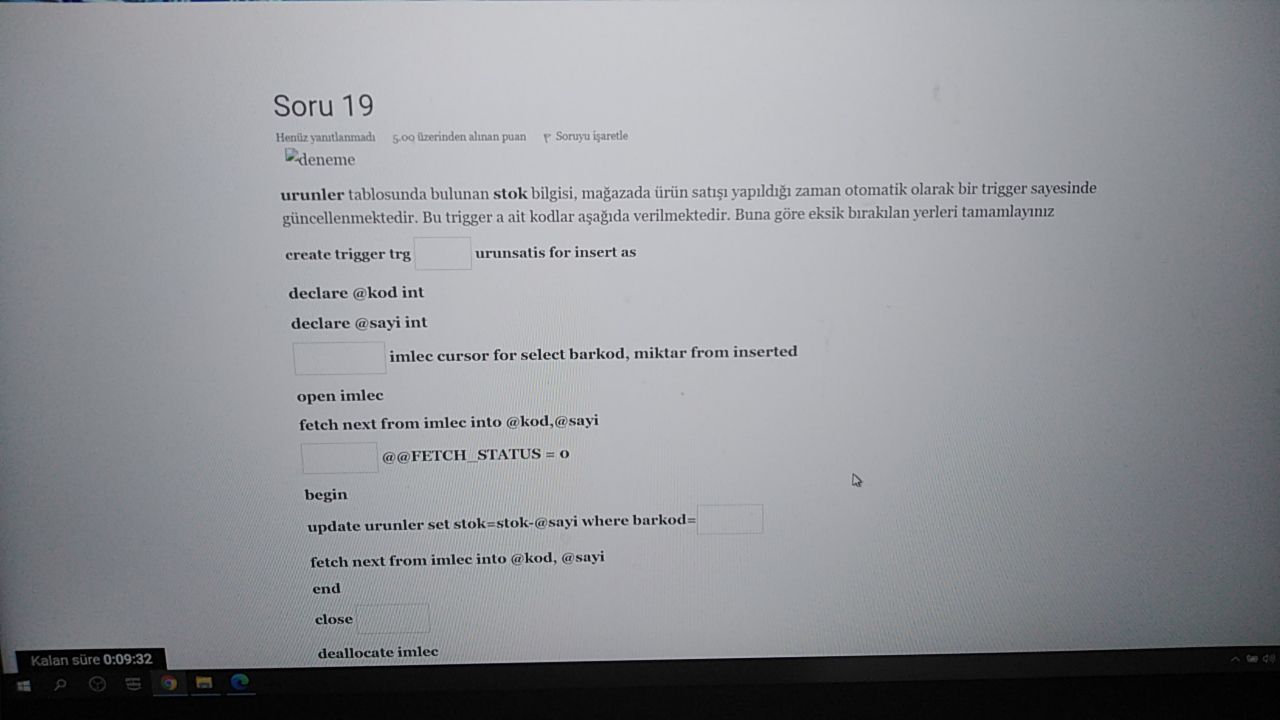 Soru 19
Henüz yanıtlanmadı 5,00 üzerinden alınan puan Soruyu işaretle
deneme
urunler tablosunda bulunan stok bilgisi, mağazada ürün satışı yapıldığı zaman otomatik olarak bir trigger sayesinde
güncellenmektedir. Bu trigger a ait kodlar aşağıda verilmektedir. Buna göre eksik bırakılan yerleri tamamlayınız
create trigger trg urunsatis for insert as
declare @kod int
declare @sayi int
imlec cursor for select barkod, miktar from inserted
open imlec
fetch next from imlec into @kod,@sayi
@@FETCH_STATUS = 0
begin
update urunler set stok=stok-@sayi where barkod=
fetch next from imlec into @kod, @sayi
end
close
deallocate imlec
Kalan süre 0:09:32